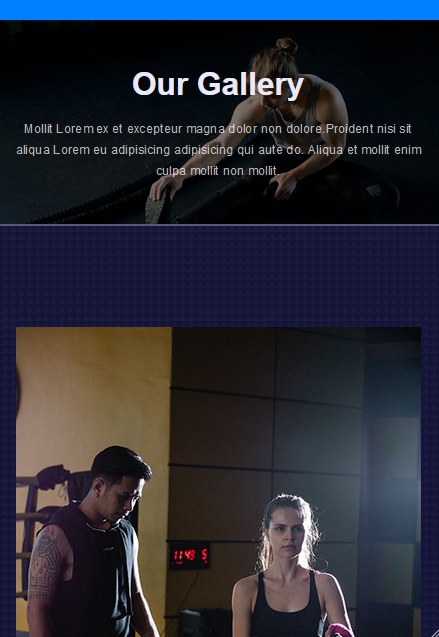 Our Gallery
Mollit Lorem ex et excepteur magna dolor non dolore.Proident nisi sit
aliqua Lorem eu adipisicing adipisicing qui aute do. Aliqua et mollit enim
culpa mollit non mollit.
11:49 5